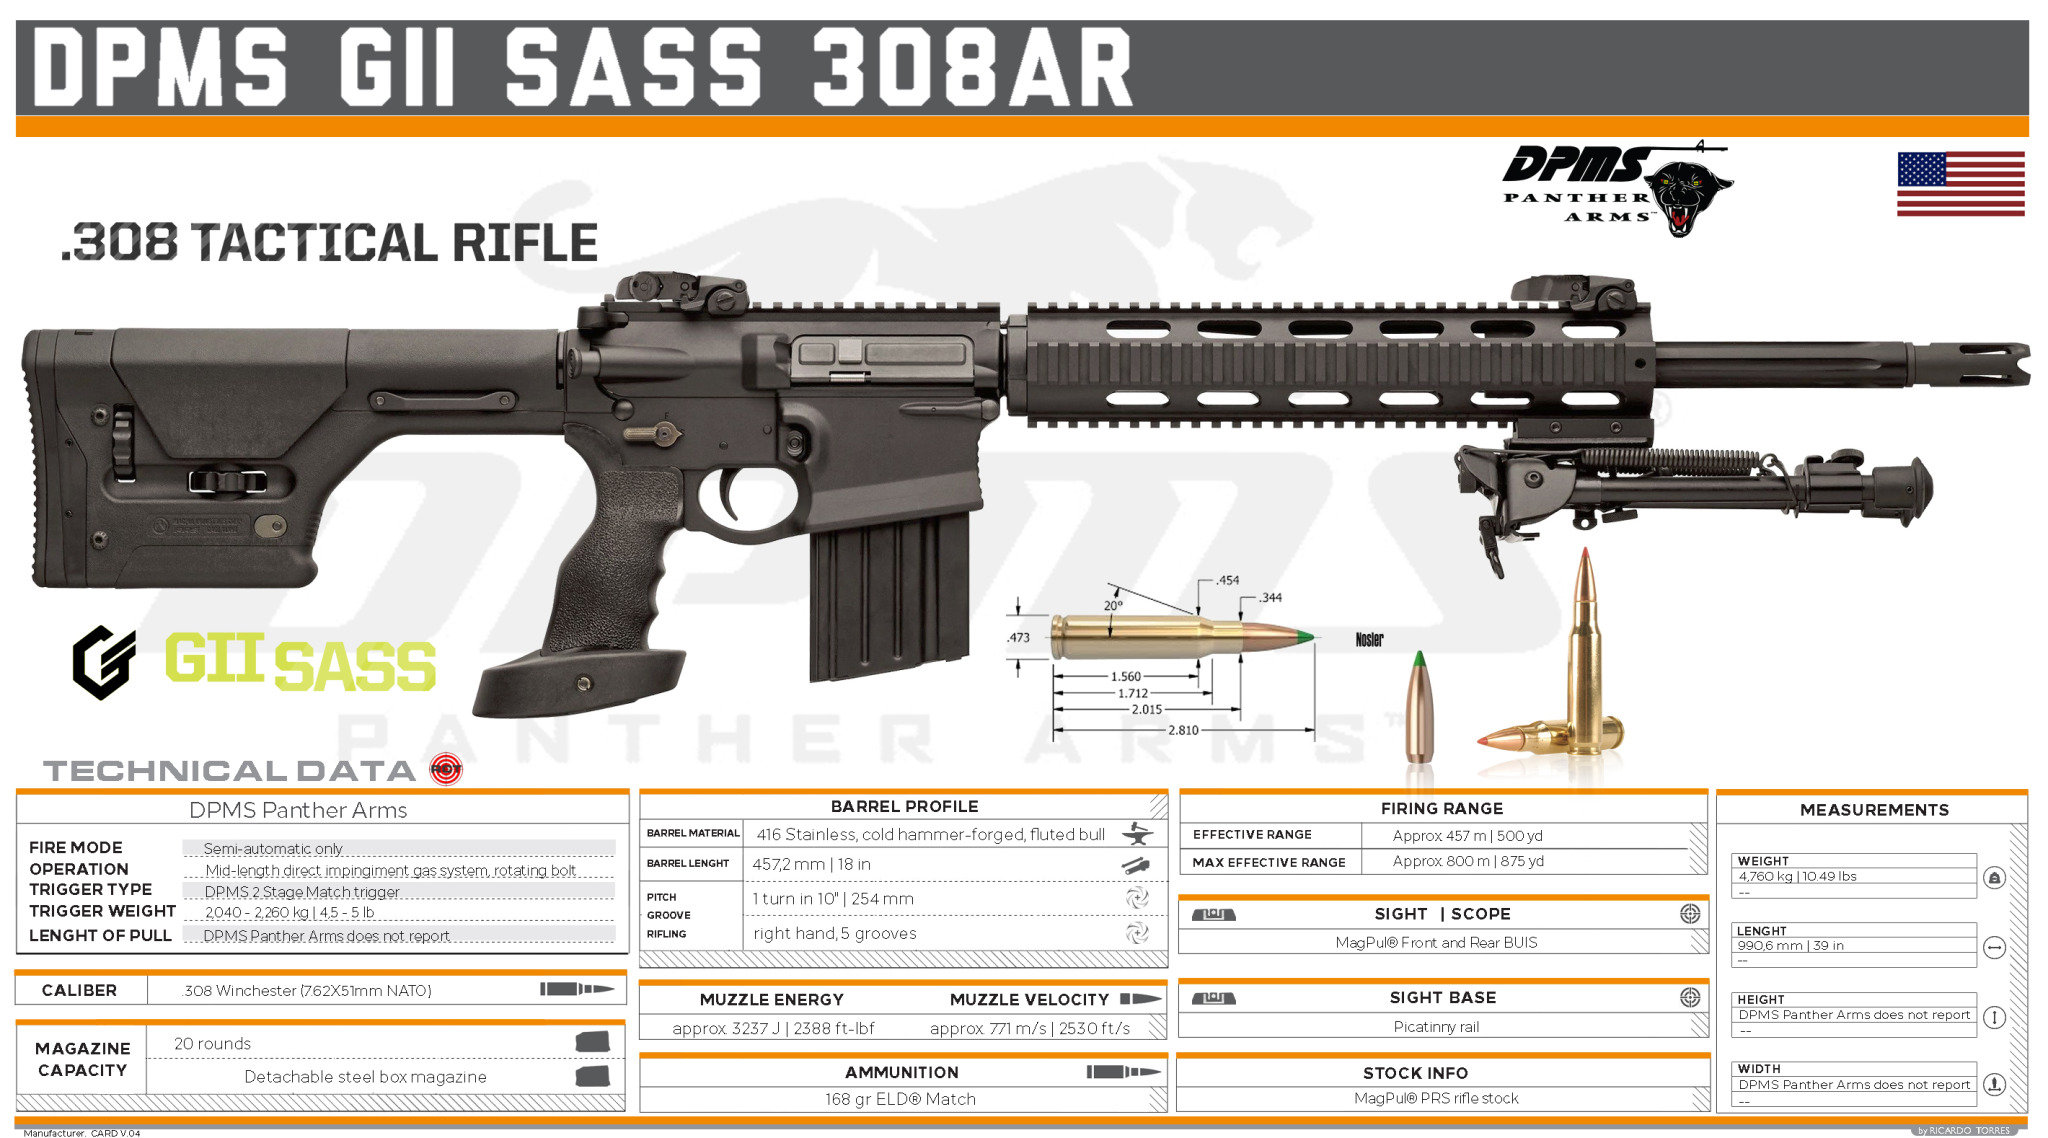 DPMS GII SASS 308AR
DPMS
PANTHER
ARMS™
.308 TACTICAL RIFLE
DPMS
PANTHER ARMS™
GII SASS
.454
20°
.344
.473
Nosler
1.560
1.712
2.015
2.810
TECHNICAL DATA
DPMS Panther Arms
FIRE MODE Semi-automatic only
OPERATION Mid-length direct impingiment gas system, rotating bolt
TRIGGER TYPE DPMS 2 Stage Match trigger
TRIGGER WEIGHT 2,040 - 2,260 kg | 4,5 - 5 lb
LENGHT OF PULL DPMS Panther Arms does not report
CALIBER .308 Winchester (7.62X51mm NATO)
MAGAZINE CAPACITY 20 rounds
Detachable steel box magazine
BARREL PROFILE
BARREL MATERIAL 416 Stainless, cold hammer-forged, fluted bull
BARREL LENGHT 457,2 mm | 18 in
PITCH 1 turn in 10" | 254 mm
GROOVE
RIFLING right hand, 5 grooves
MUZZLE ENERGY MUZZLE VELOCITY
approx. 3237 J | 2388 ft-lbf approx. 771 m/s | 2530 ft/s
AMMUNITION
168 gr ELD® Match
FIRING RANGE
EFFECTIVE RANGE Approx. 457 m | 500 yd
MAX EFFECTIVE RANGE Approx. 800 m | 875 yd
SIGHT | SCOPE
MagPul® Front and Rear BUIS
SIGHT BASE
Picatinny rail
STOCK INFO
MagPul® PRS rifle stock
MEASUREMENTS
WEIGHT
4,760 kg | 10.49 lbs
--
LENGHT
990,6 mm | 39 in
--
HEIGHT
DPMS Panther Arms does not report
--
WIDTH
DPMS Panther Arms does not report
--
Manufacturer. CARD V.04
by RICARDO TORRES